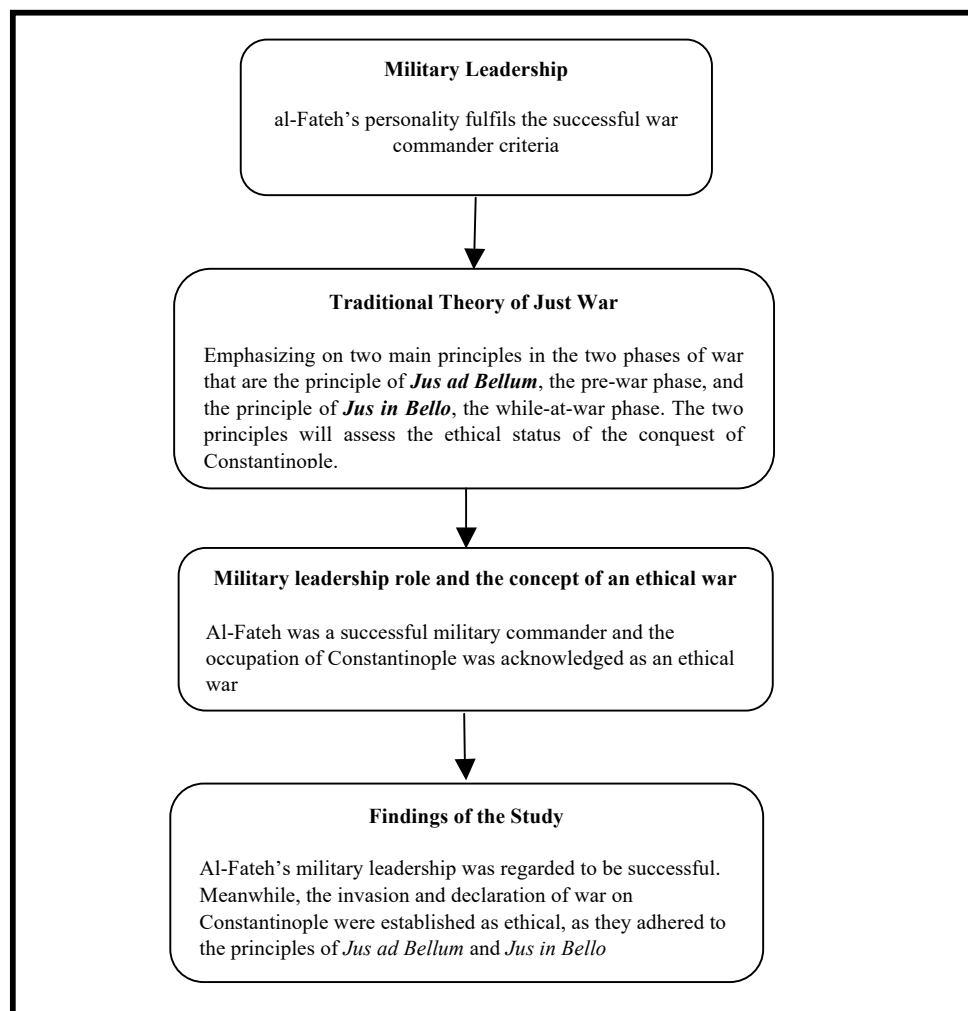 Military Leadership
al-Fateh's personality fulfils the successful war
commander criteria
Traditional Theory of Just War
Emphasizing on two main principles in the two phases of war
that are the principle of Jus ad Bellum, the pre-war phase, and
the principle of Jus in Bello, the while-at-war phase. The two
principles will assess the ethical status of the conquest of
Constantinople.
Military leadership role and the concept of an ethical war
Al-Fateh was a successful military commander and the
occupation of Constantinople was acknowledged as an ethical
war
Findings of the Study
Al-Fateh's military leadership was regarded to be successful.
Meanwhile, the invasion and declaration of war on
Constantinople were established as ethical, as they adhered to
the principles of Jus ad Bellum and Jus in Bello